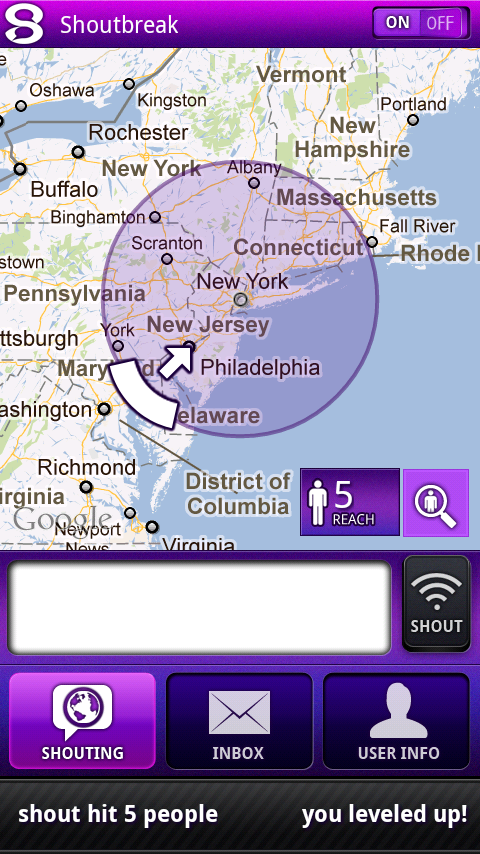 Shoutbreak
ON OFF
Vermont
Oshawa
Kingston
Portland
Rochester
New
Hampshire
New York
Albany
Buffalo
Massachusetts
Binghamton
Fall River
Scranton
Connecticut
Rhode I
stown
New York
Pennsylvania
New Jersey
York
ttsburgh
Philadelphia
Maryland
ashington
elaware
Richmond
District of
Columbia
irginia
Google
Newport
News
Virginia
5
REACH
SHOUT
SHOUTING
INBOX
USER INFO
shout hit 5 people
you leveled up!